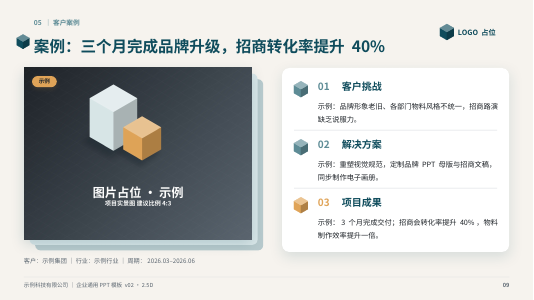 05 | 客户案例
案例：三个月完成品牌升级，招商转化率提升 40%
LOGO 占位
示例
图片占位 · 示例
项目实景图 建议比例 4:3
01 客户挑战
示例：品牌形象老旧、各部门物料风格不统一，招商路演
缺乏说服力。
02 解决方案
示例：重塑视觉规范，定制品牌 PPT 母版与招商文稿，
同步制作电子画册。
03 项目成果
示例：3 个月完成交付；招商会转化率提升 40%，物料
制作效率提升一倍。
客户：示例集团 | 行业：示例行业 | 周期：2026.03–2026.06
示例科技有限公司 | 企业通用 PPT 模板 v02 · 2.5D
09